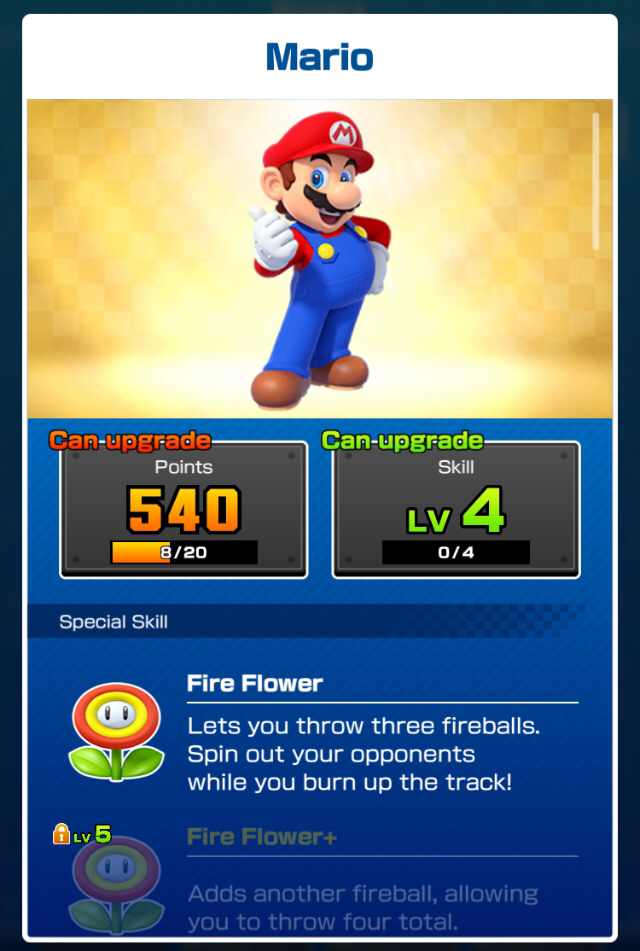 Mario
M
Can upgrade
Points
540
8/20
Can upgrade
Skill
LV 4
0/4
Special Skill
Fire Flower
Lets you throw three fireballs.
Spin out your opponents
while you burn up the track!
LV 5
Fire Flower+
Adds another fireball, allowing
you to throw four total.